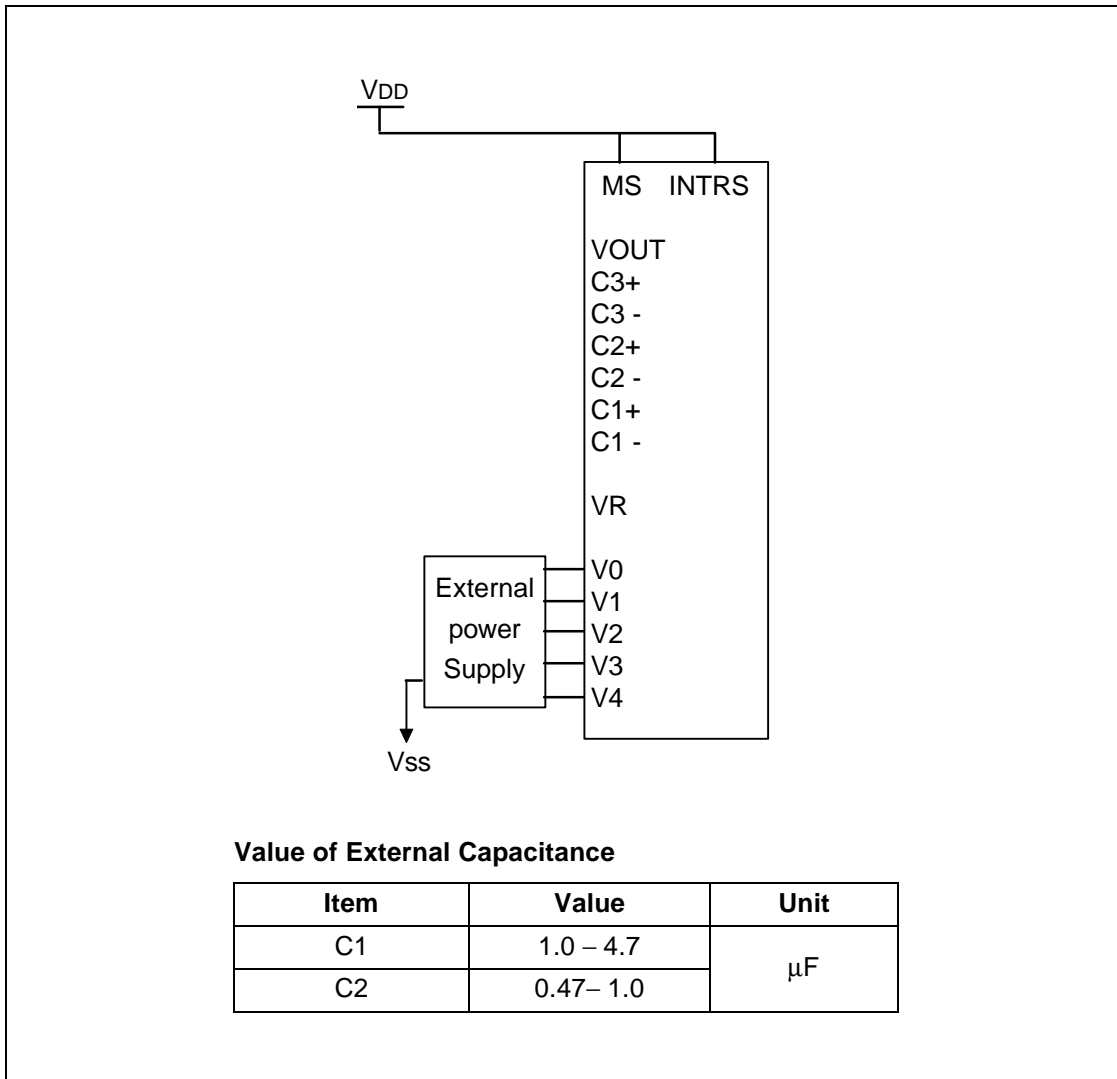 VDD
MS INTRS
VOUT
C3+
C3 -
C2+
C2 -
C1+
C1 -
VR
V0
V1
V2
V3
V4
External
power
Supply
Vss
Value of External Capacitance
Item Value Unit
C1 1.0 – 4.7 μF
C2 0.47– 1.0